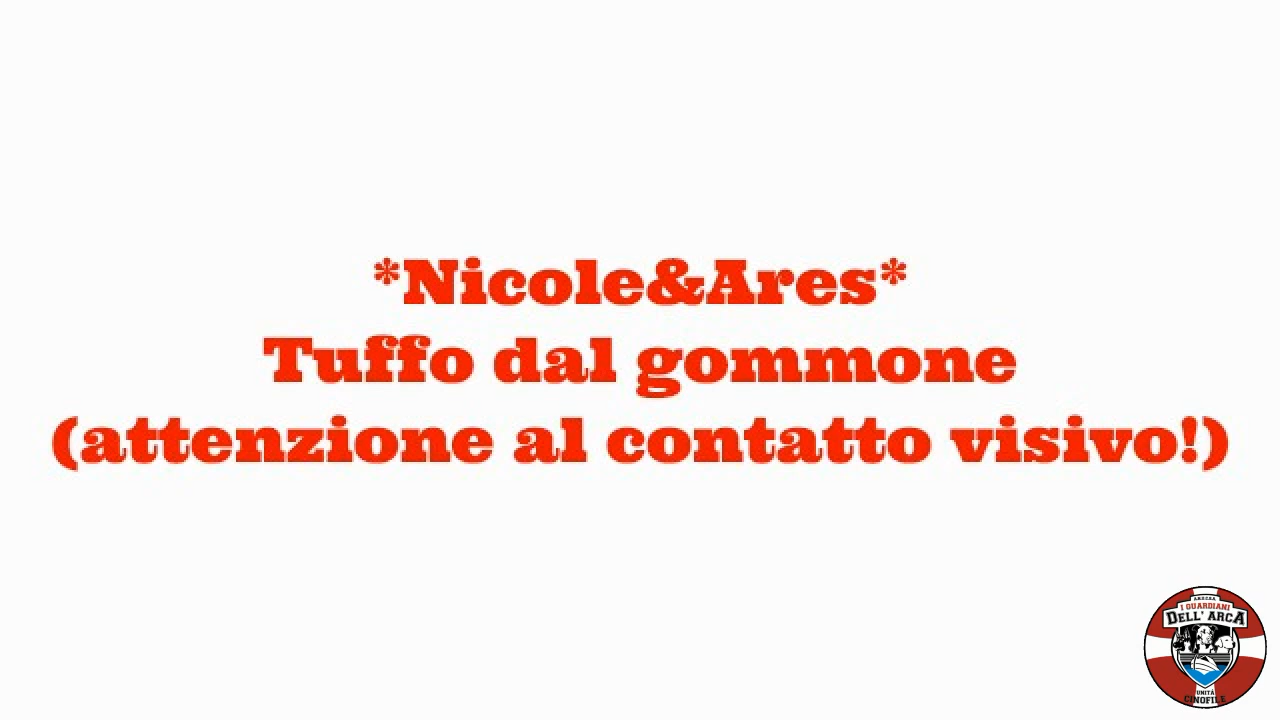 *Nicole&Ares*
Tuffo dal gommone
(attenzione al contatto visivo!)
I GUARDIANI
DELL' ARCA
UNITÀ
CINOFILE